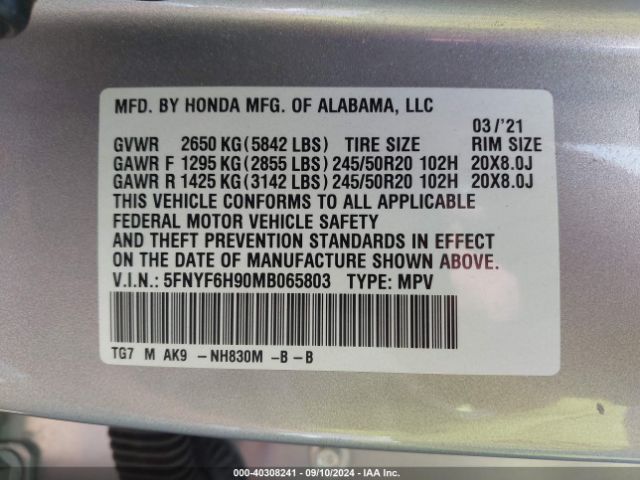 MFD. BY HONDA MFG. OF ALABAMA, LLC
03/'21
GVWR 2650 KG (5842 LBS) TIRE SIZE RIM SIZE
GAWR F 1295 KG (2855 LBS) 245/50R20 102H 20X8.0J
GAWR R 1425 KG (3142 LBS) 245/50R20 102H 20X8.0J
THIS VEHICLE CONFORMS TO ALL APPLICABLE
FEDERAL MOTOR VEHICLE SAFETY
AND THEFT PREVENTION STANDARDS IN EFFECT
ON THE DATE OF MANUFACTURE SHOWN ABOVE.
V.I.N.: 5FNYF6H90MB065803 TYPE: MPV
TG7 M AK9 -NH830M -B-B
000-40308241 - 09/10/2024 - IAA Inc.